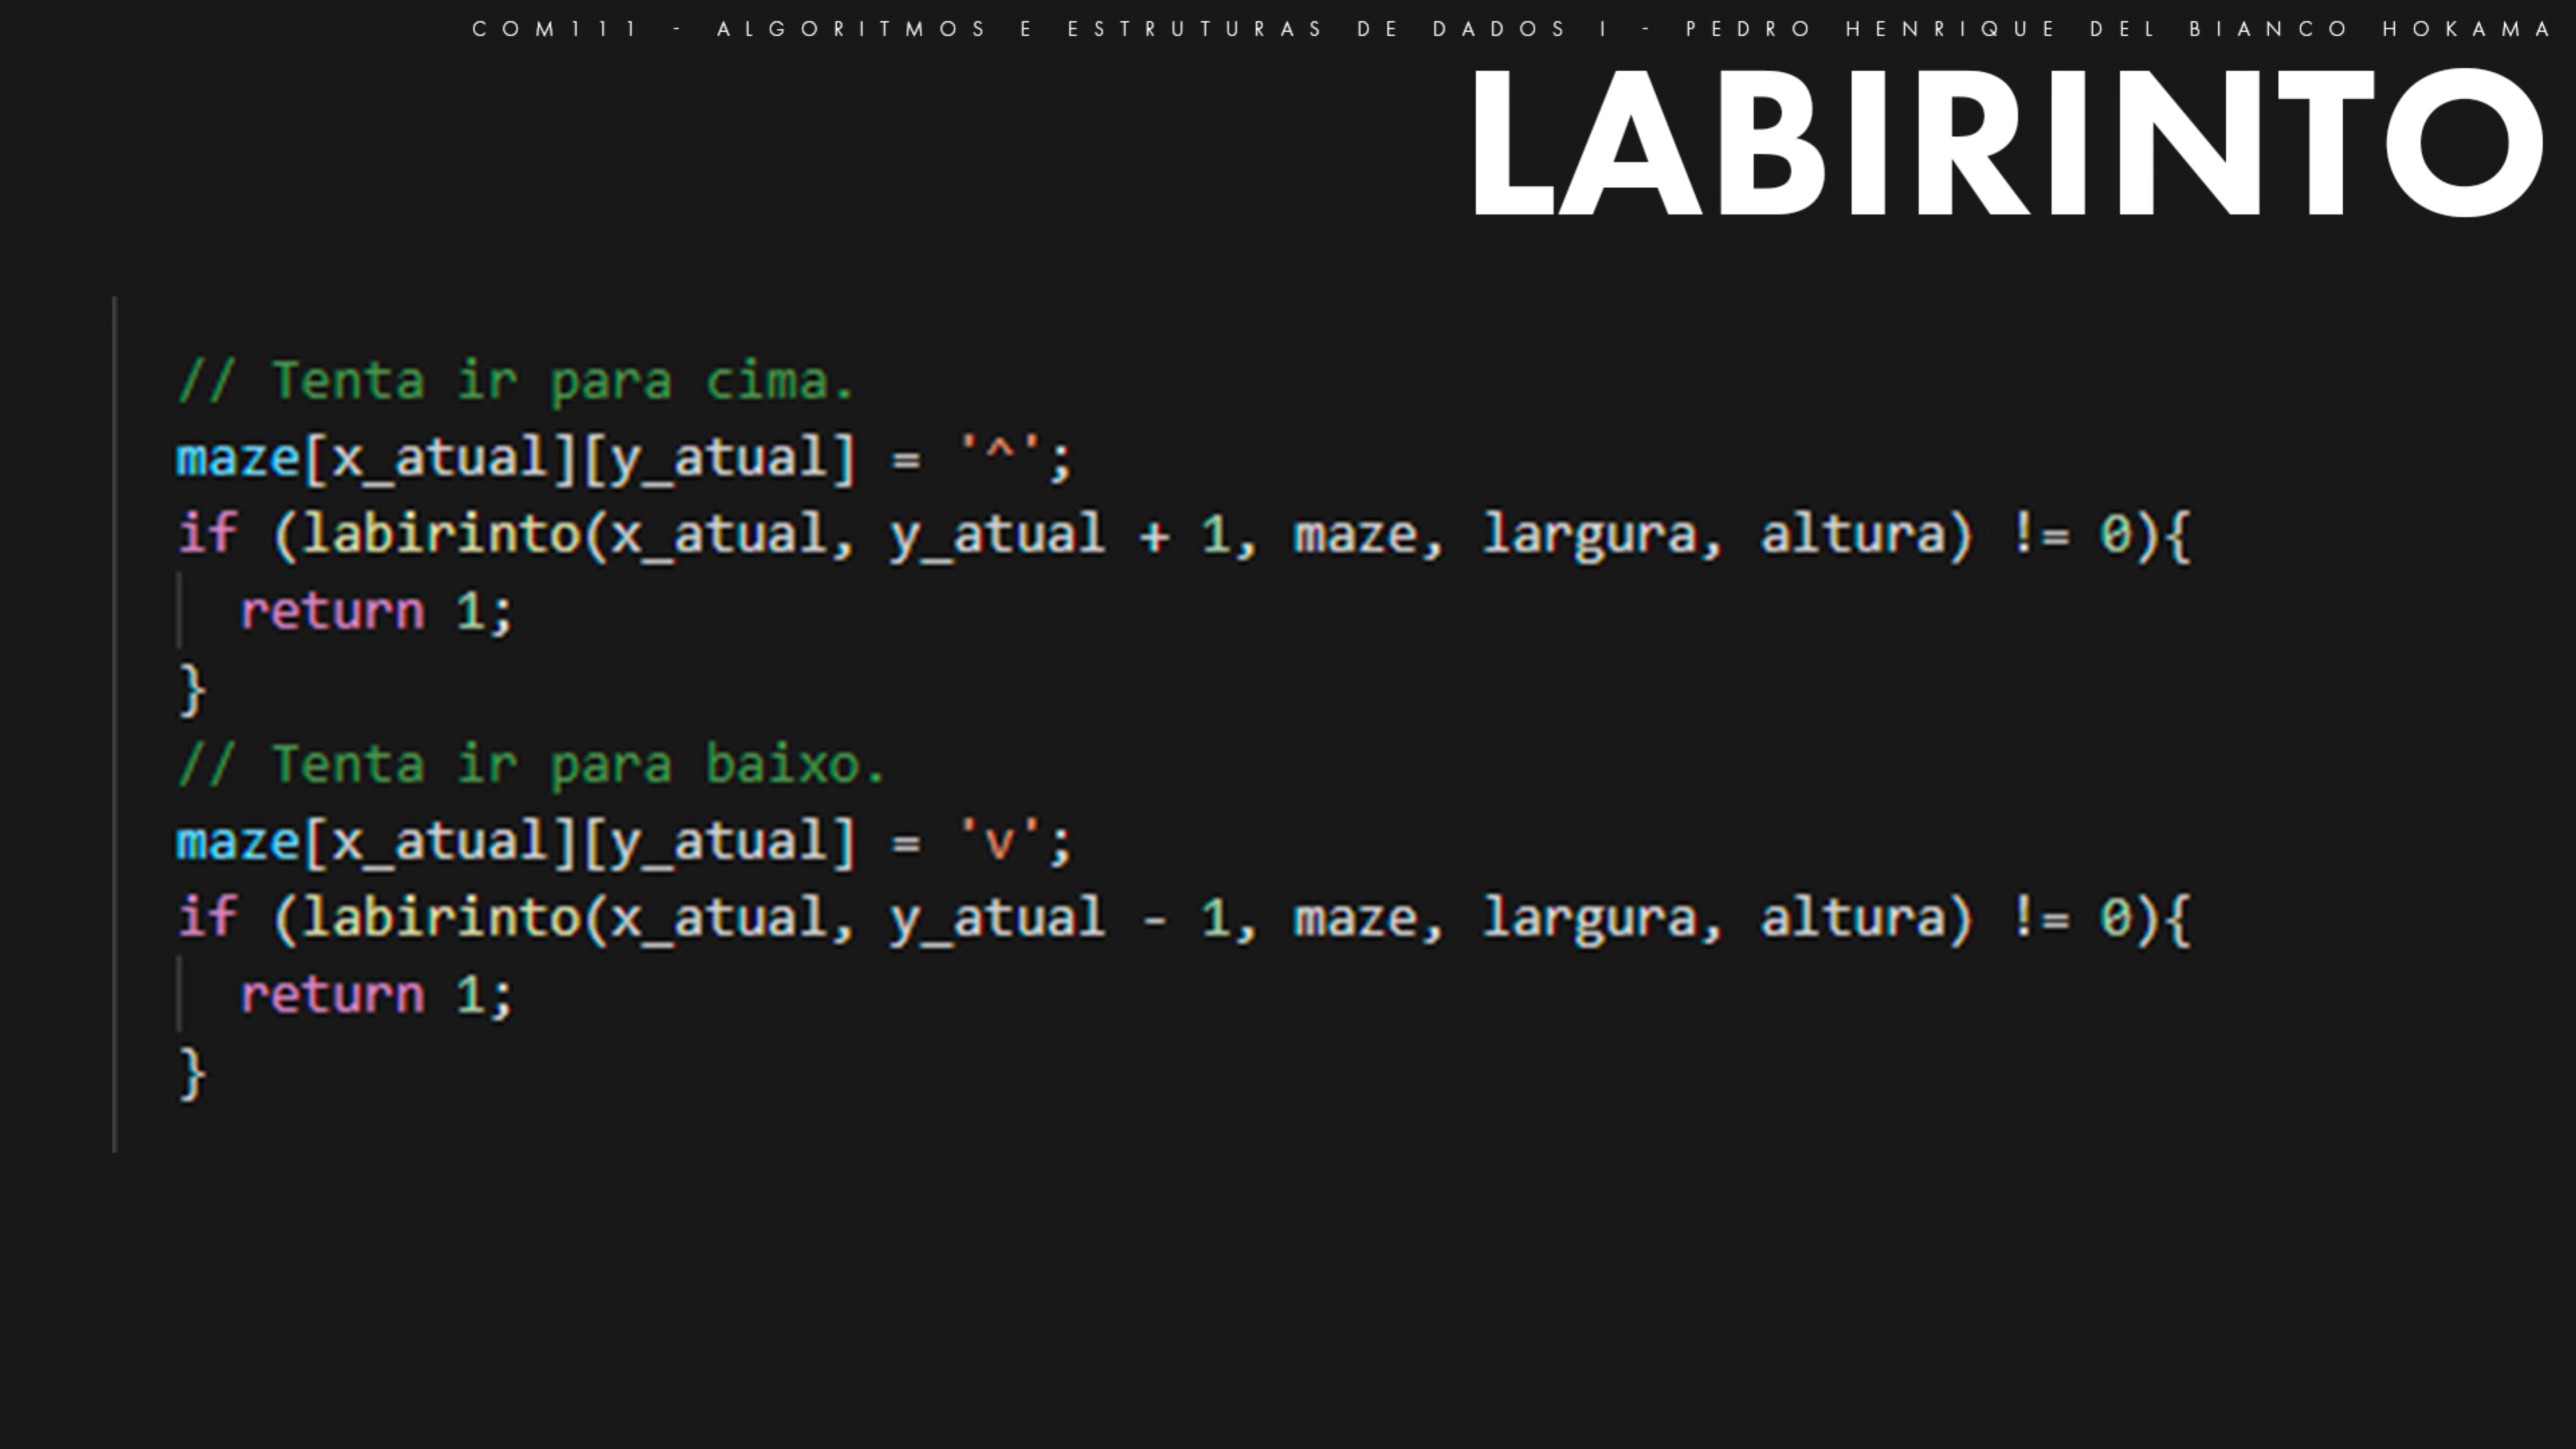 COM111 - ALGORITMOS E ESTRUTURAS DE DADOS I - PEDRO HENRIQUE DEL BIANCO HOKAMA
LABIRINTO
// Tenta ir para cima.
maze[x_atual][y_atual] = '^';
if (labirinto(x_atual, y_atual + 1, maze, largura, altura) != 0){
return 1;
}
// Tenta ir para baixo.
maze[x_atual][y_atual] = 'v';
if (labirinto(x_atual, y_atual - 1, maze, largura, altura) != 0){
return 1;
}